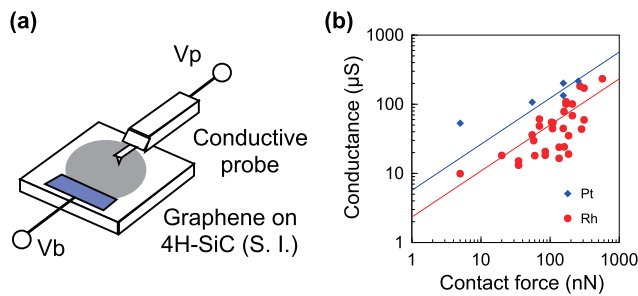 (a)
Vp
Conductive
probe
Graphene on
4H-SiC (S. I.)
Vb
(b)
Conductance (µS)
1000
100
10
1
Pt
Rh
1 10 100 1000
Contact force (nN)